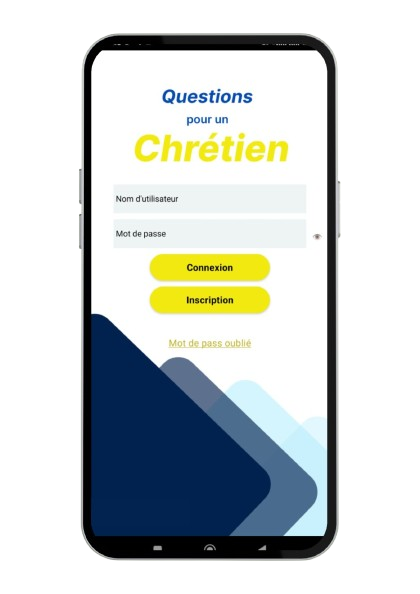 Questions
pour un
Chrétien
Nom d'utilisateur
Mot de passe
Connexion
Inscription
Mot de pass oublié